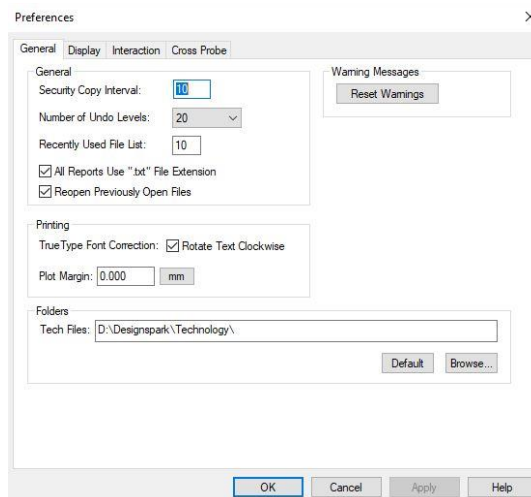 Preferences
General Display Interaction Cross Probe
General
Security Copy Interval: 10
Number of Undo Levels: 20
Recently Used File List: 10
All Reports Use ".txt" File Extension
Reopen Previously Open Files
Warning Messages
Reset Warnings
Printing
TrueType Font Correction: Rotate Text Clockwise
Plot Margin: 0.000 mm
Folders
Tech Files: D:\Designspark\Technology\
Default Browse...
OK Cancel Apply Help